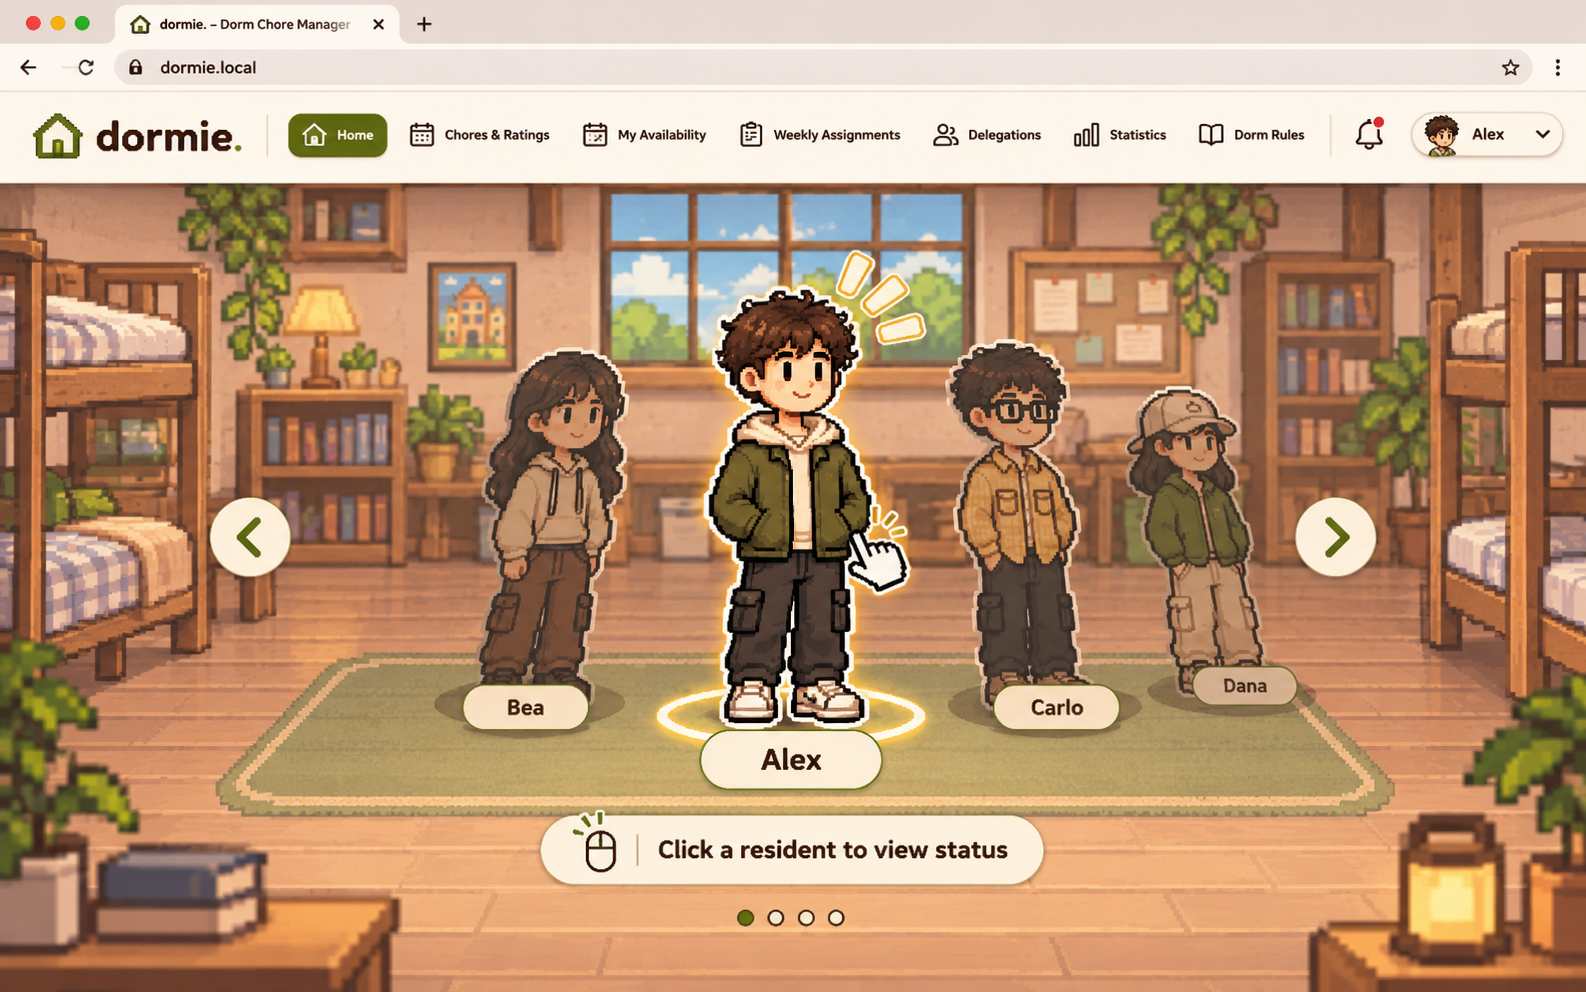 dormie. – Dorm Chore Manager
dormie.local
dormie.
Home
Chores & Ratings
My Availability
Weekly Assignments
Delegations
Statistics
Dorm Rules
Alex
Bea
Alex
Carlo
Dana
Click a resident to view status